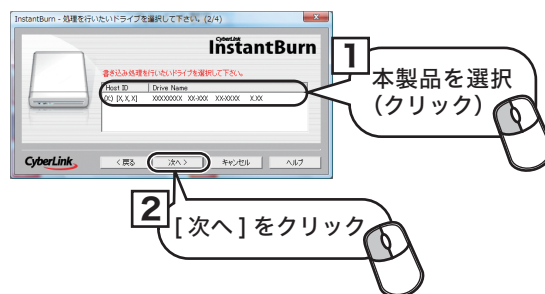 InstantBurn - 処理を行いたいドライブを選択して下さい。(2/4)
CyberLink
InstantBurn
書き込み処理を行いたいドライブを選択して下さい。
Host ID Drive Name
(X:) [X, X, X] XXXXXXXX XX-XXX XX-XXXX X.XX
1
本製品を選択
（クリック）
CyberLink
< 戻る 次へ > キャンセル ヘルプ
2
[ 次へ ] をクリック